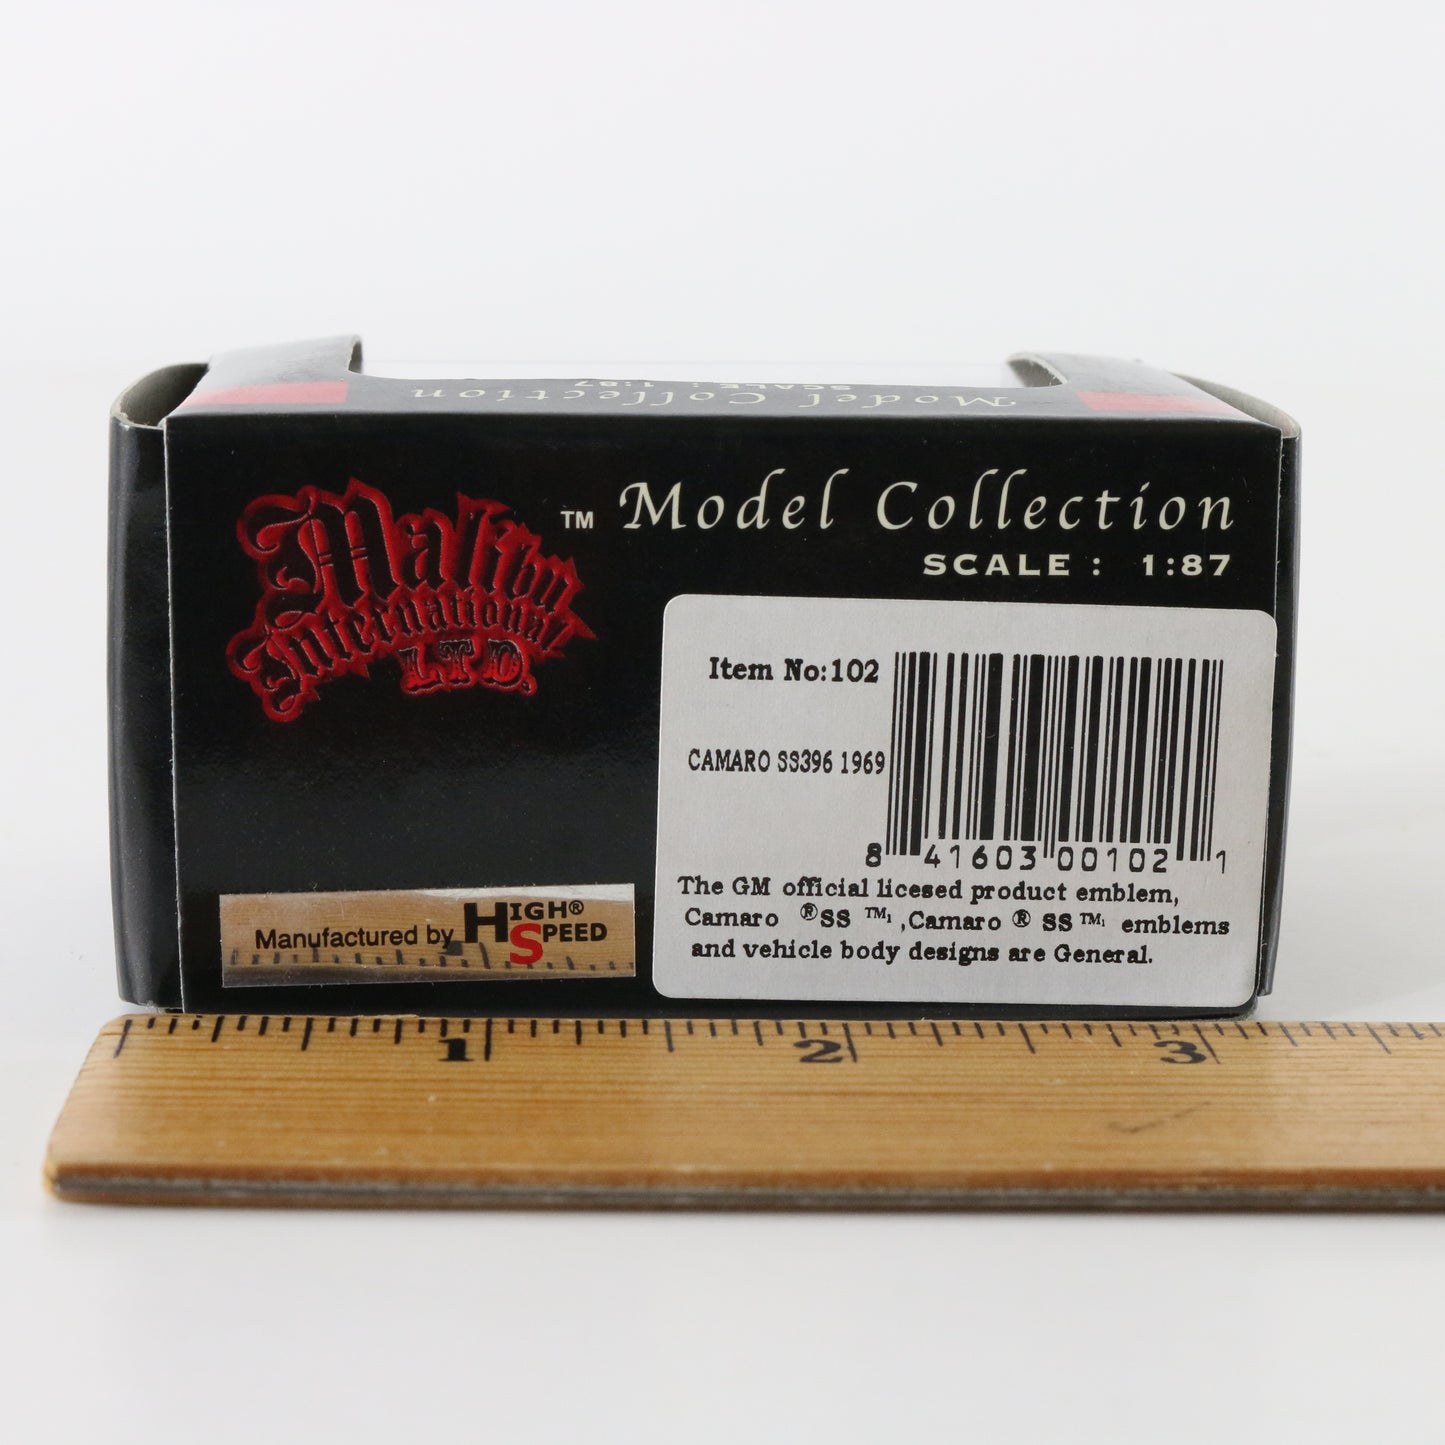 SCALE : 1:87
Model Collection
Malibu
International
LTD.
™ Model Collection
SCALE : 1:87
Item No:102
CAMARO SS396 1969
8 41603 00102 1
The GM official licesed product emblem,
Camaro ®SS ™, ,Camaro ® SS ™, emblems
and vehicle body designs are General.
Manufactured by HIGH® SPEED
1 2 3